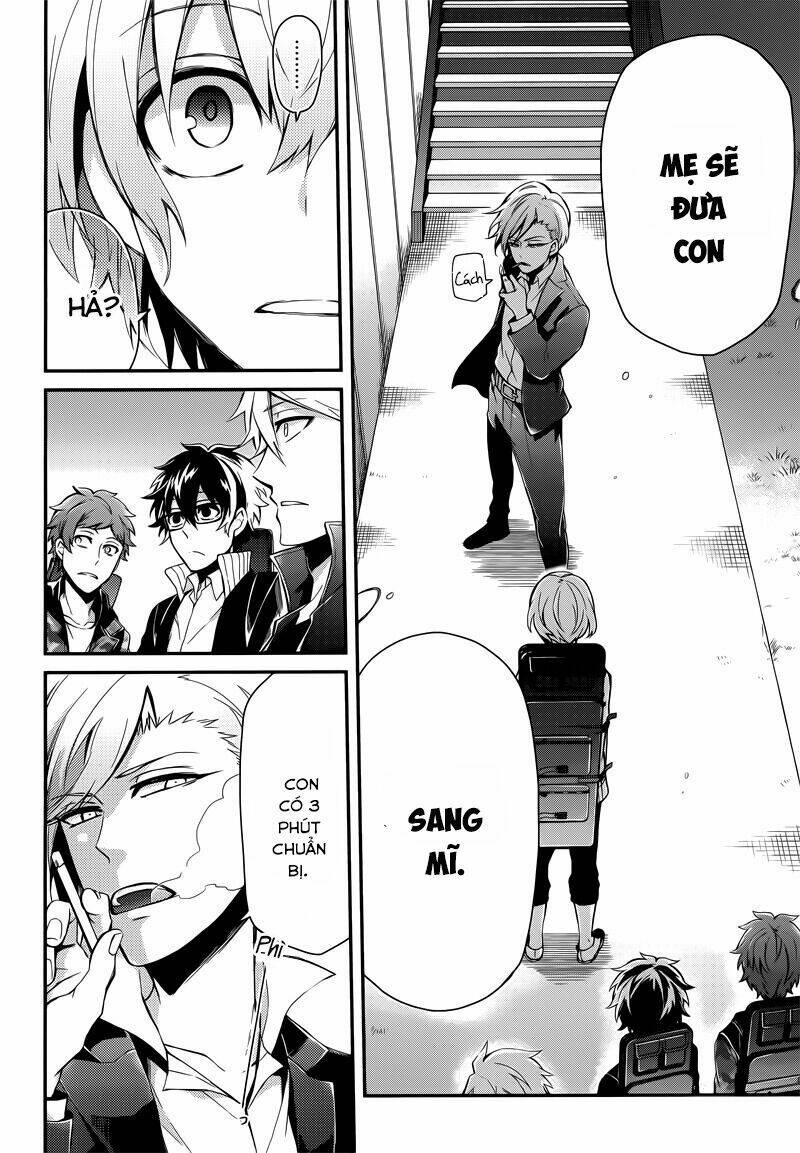 MẸ SẼ
ĐƯA
CON
Cách
SANG
MĨ.
.......
HẢ?
CON
CÓ 3
PHÚT
CHUẨN
BỊ.
Phì